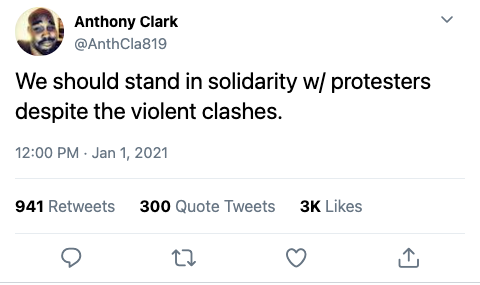 Anthony Clark
@AnthCla819
We should stand in solidarity w/ protesters
despite the violent clashes.
12:00 PM · Jan 1, 2021
941 Retweets 300 Quote Tweets 3K Likes